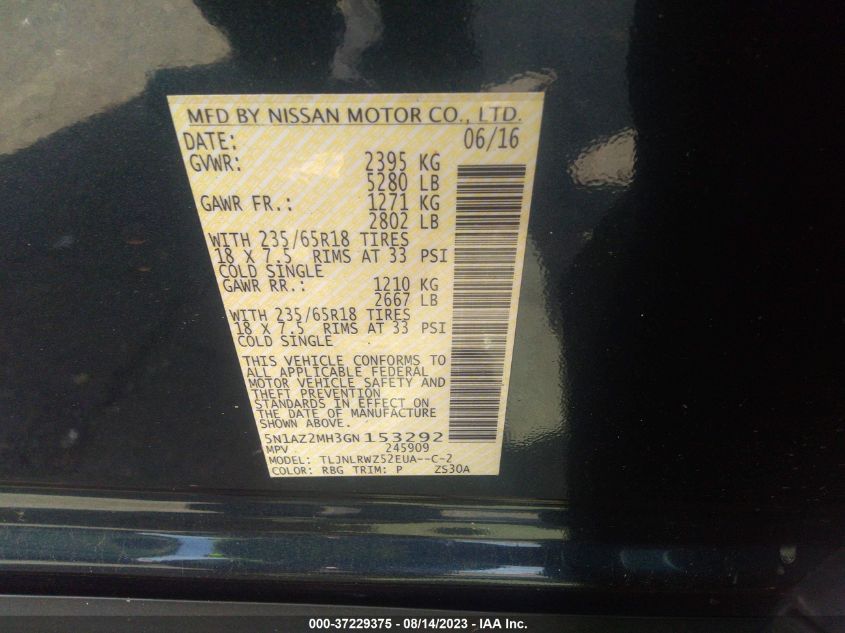 MFD BY NISSAN MOTOR CO., LTD.
DATE: 06/16
GVWR: 2395 KG
5280 LB
GAWR FR.: 1271 KG
2802 LB
WITH 235/65R18 TIRES
18 X 7.5 RIMS AT 33 PSI
COLD SINGLE
GAWR RR.: 1210 KG
2667 LB
WITH 235/65R18 TIRES
18 X 7.5 RIMS AT 33 PSI
COLD SINGLE
THIS VEHICLE CONFORMS TO
ALL APPLICABLE FEDERAL
MOTOR VEHICLE SAFETY AND
THEFT PREVENTION
STANDARDS IN EFFECT ON
THE DATE OF MANUFACTURE
SHOWN ABOVE.
5N1AZ2MH3GN153292
MPV 245909
MODEL: TLJNLRWZ52EUA--C-2
COLOR: RBG TRIM: P ZS30A
000-37229375 - 08/14/2023 - IAA Inc.